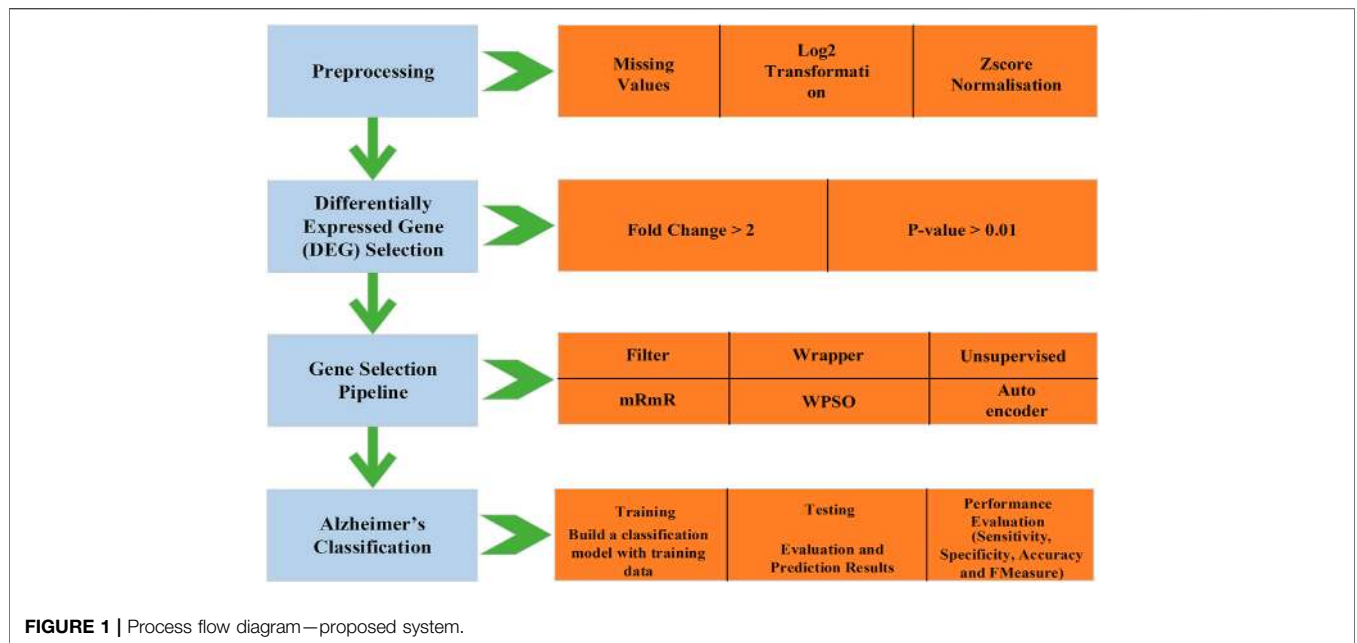 Preprocessing
Missing
Values
Log2
Transformati
on
Zscore
Normalisation
Differentially
Expressed Gene
(DEG) Selection
Fold Change > 2
P-value > 0.01
Gene Selection
Pipeline
Filter
Wrapper
Unsupervised
mRmR
WPSO
Auto
encoder
Alzheimer's
Classification
Training
Build a classification
model with training
data
Testing
Evaluation and
Prediction Results
Performance
Evaluation
(Sensitivity,
Specificity, Accuracy
and FMeasure)
FIGURE 1 | Process flow diagram—proposed system.